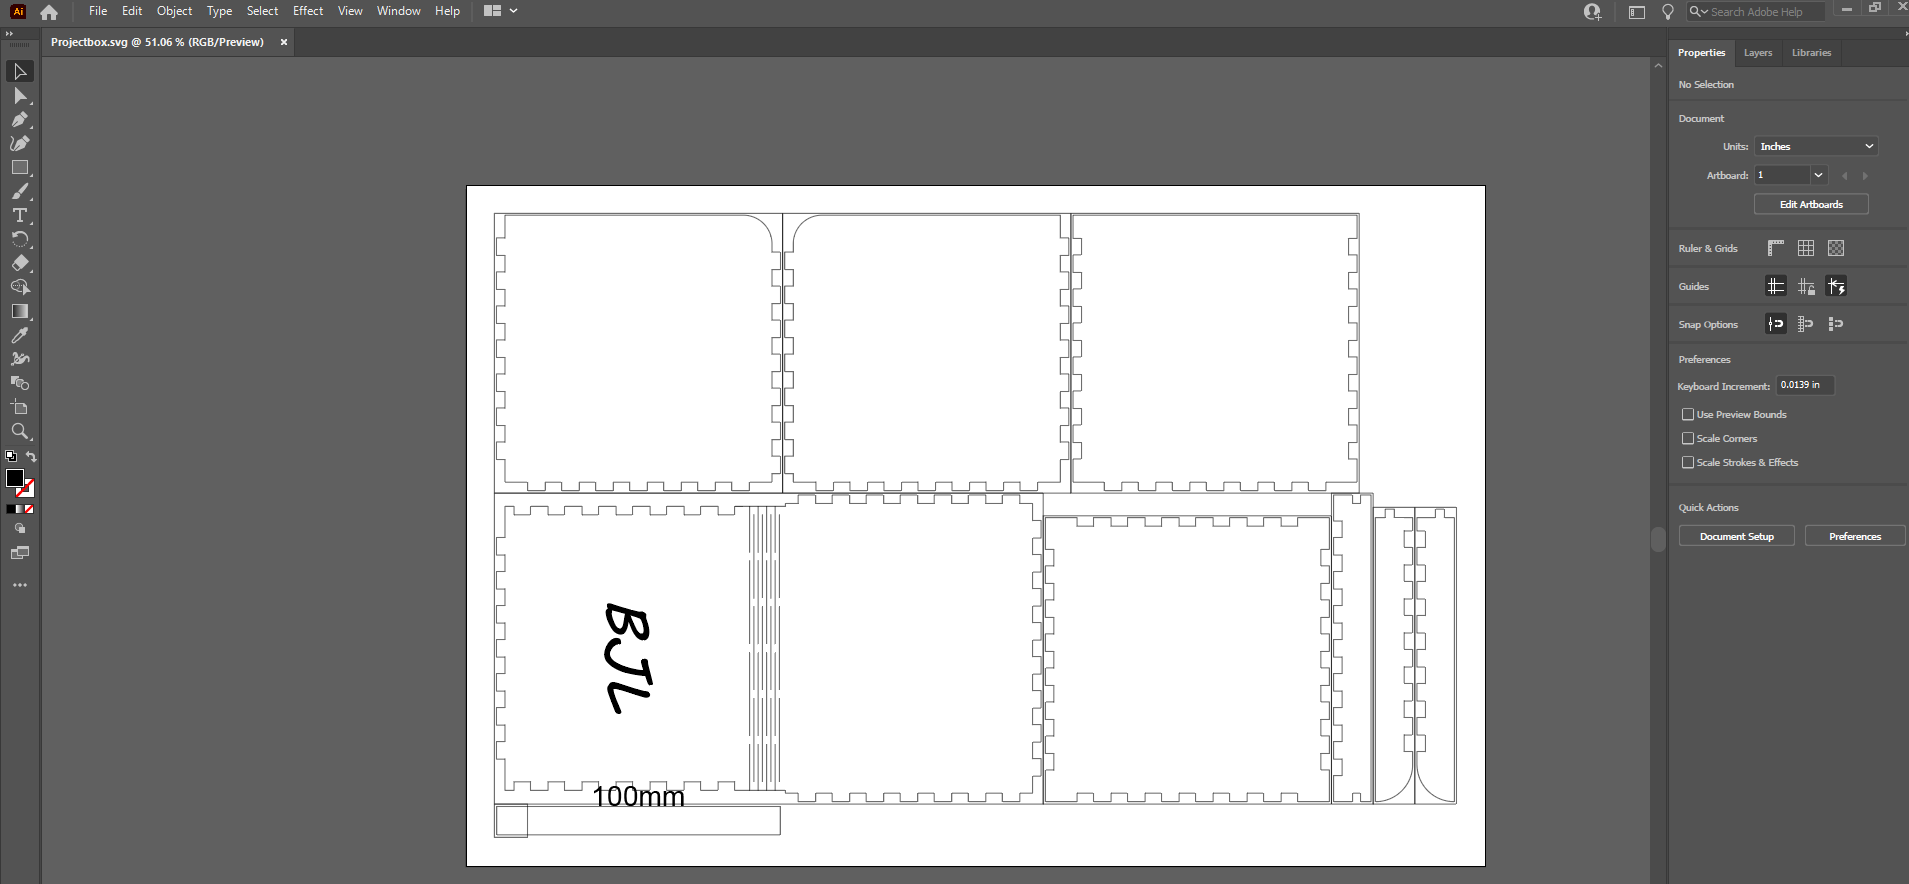 Ai File Edit Object Type Select Effect View Window Help Search Adobe Help
Projectbox.svg @ 51.06 % (RGB/Preview)
Properties Layers Libraries
No Selection
Document
Units: Inches
Artboard: 1
Edit Artboards
Ruler & Grids
Guides
Snap Options
Preferences
Keyboard Increment: 0.0139 in
Use Preview Bounds
Scale Corners
Scale Strokes & Effects
Quick Actions
Document Setup Preferences
BJL
100mm